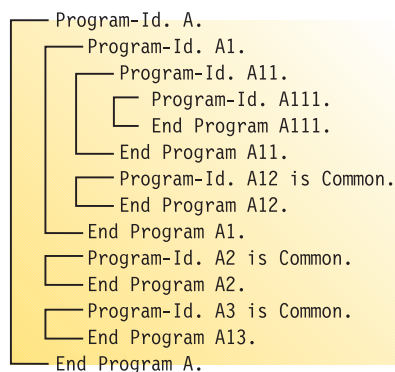 Program-Id. A.
Program-Id. A1.
Program-Id. A11.
Program-Id. A111.
End Program A111.
End Program A11.
Program-Id. A12 is Common.
End Program A12.
End Program A1.
Program-Id. A2 is Common.
End Program A2.
Program-Id. A3 is Common.
End Program A13.
End Program A.